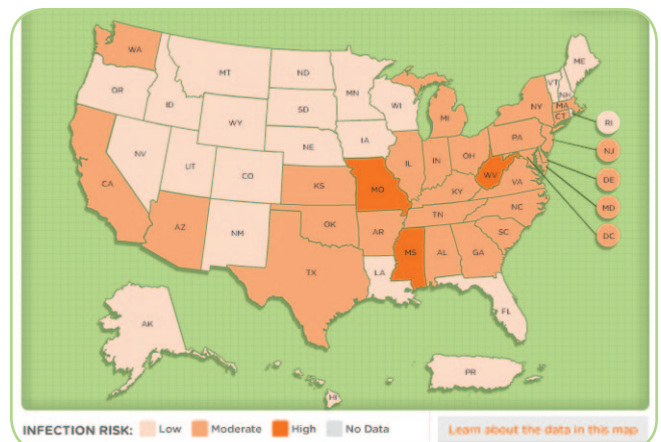 WA
ME
MT
ND
VT
OR
MN
NH
ID
SD
WI
NY
MA
WY
MI
CT
RI
IA
PA
NE
NJ
NV
IL
IN
OH
UT
DE
CO
WV
CA
KS
MO
VA
KY
MD
NC
TN
AZ
OK
AR
SC
DC
NM
MS
AL
GA
TX
LA
FL
AK
PR
HI
INFECTION RISK: Low Moderate High No Data Learn about the data in this map